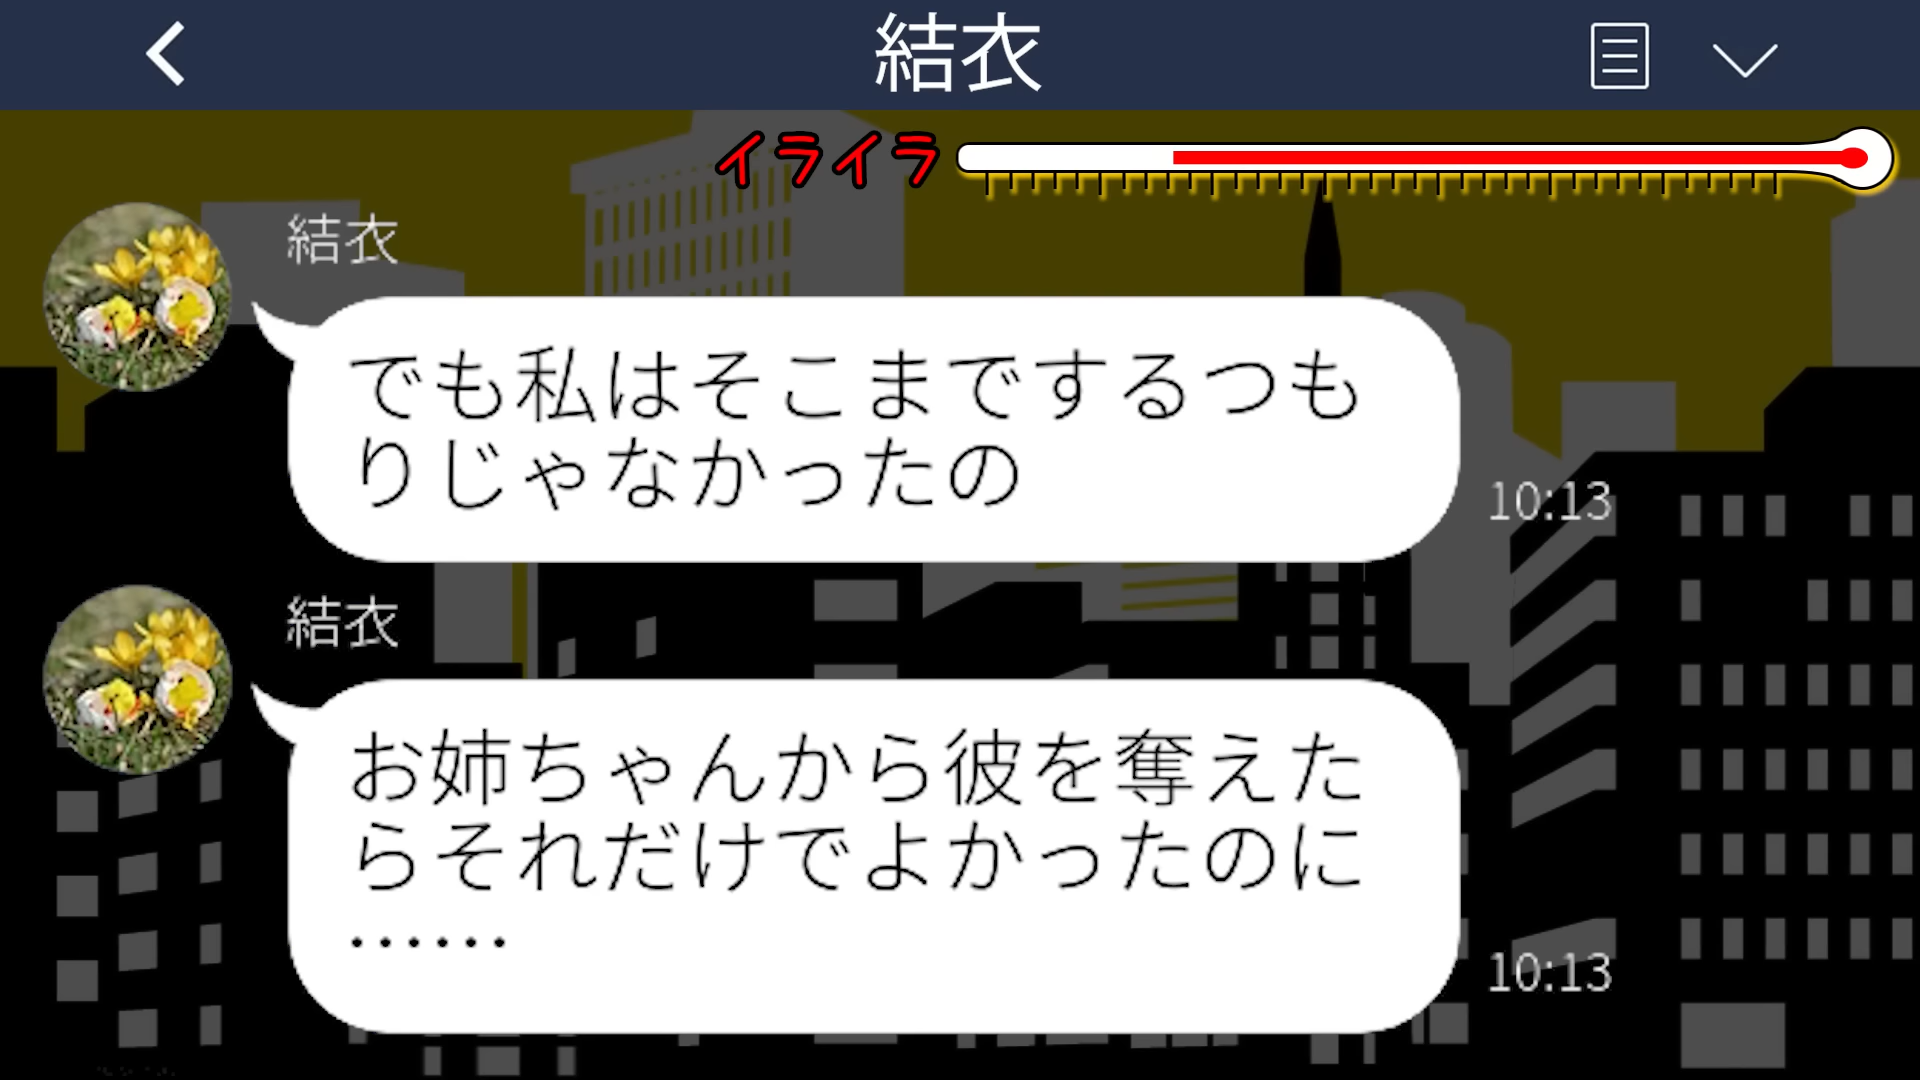 結衣
イライラ
結衣
でも私はそこまでするつも
りじゃなかったの
10:13
結衣
お姉ちゃんから彼を奪えた
らそれだけでよかったのに
……
10:13